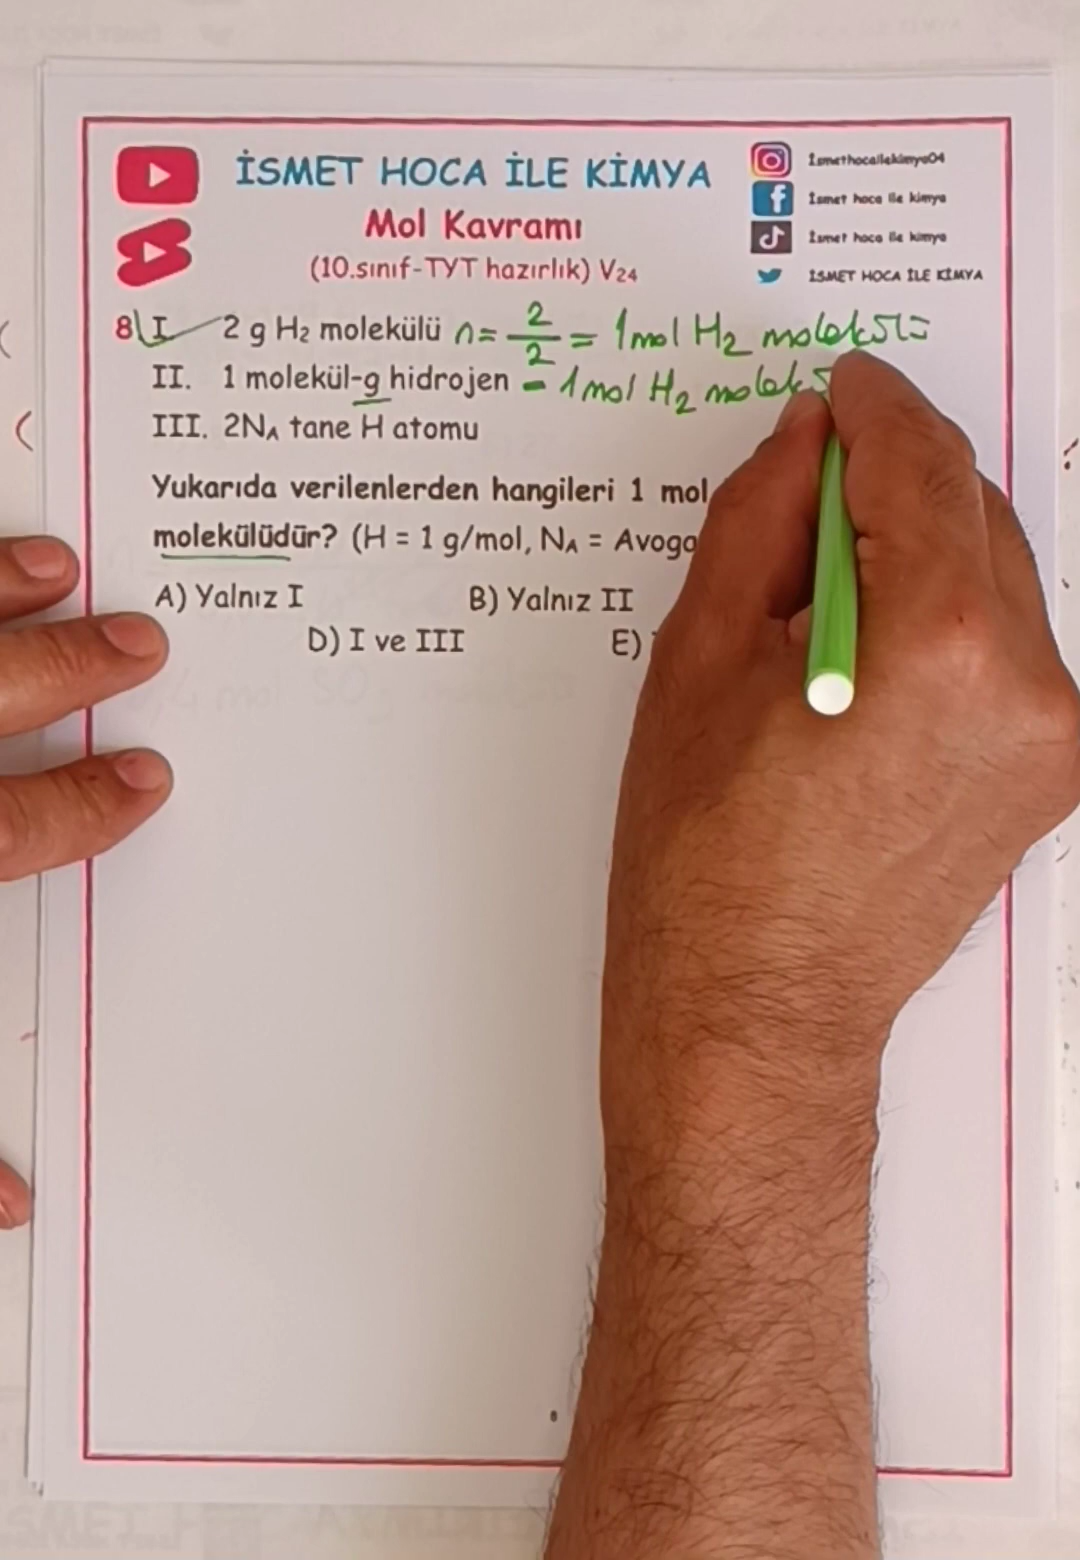 İSMET HOCA İLE KİMYA
Mol Kavramı
(10.sınıf-TYT hazırlık) V24
İsmethocailekimya04
İsmet hoca ile kimya
İsmet hoca ile kimya
İSMET HOCA İLE KİMYA
8\ I 2 g H2 molekülü n = 2/2 = 1 mol H2 molekülü
II. 1 molekül-g hidrojen = 1 mol H2
III. 2NA tane H atomu
Yukarıda verilenlerden hangileri 1 mol
molekülüdür? (H = 1 g/mol, NA =
A) Yalnız I B) Yalnız II
D) I ve III E)